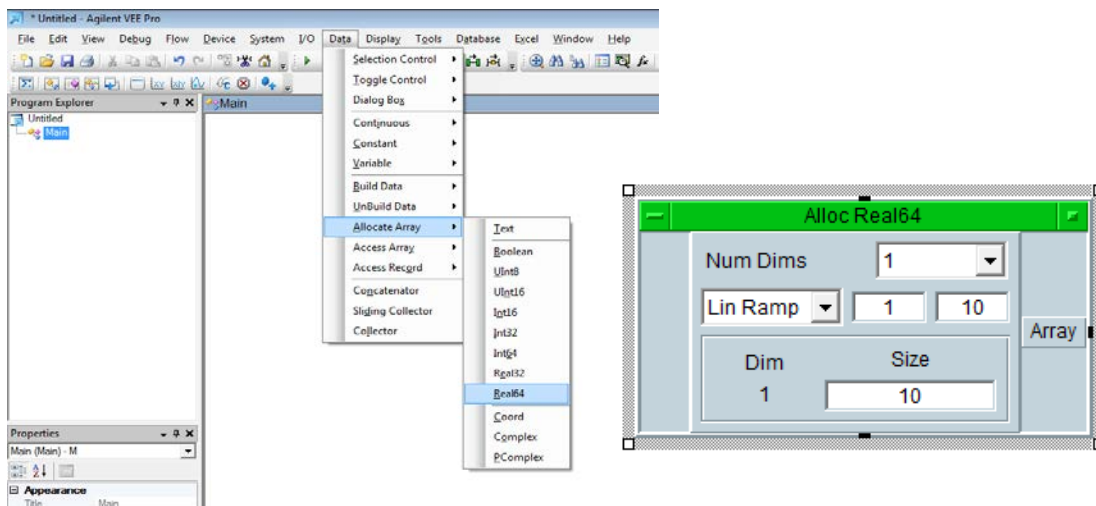 * Untitled - Agilent VEE Pro
File Edit View Debug Flow Device System I/O Data Display Tools Database Excel Window Help
Program Explorer
Untitled
Main
Main
Selection Control
Toggle Control
Dialog Box
Continuous
Constant
Variable
Build Data
UnBuild Data
Allocate Array
Access Array
Access Record
Concatenator
Sliding Collector
Collector
Text
Boolean
UInt8
UInt16
Int16
Int32
Int64
Real32
Real64
Coord
Complex
PComplex
Properties
Main (Main) - M
Appearance
Title Main
Alloc Real64
Num Dims 1
Lin Ramp 1 10
Array
Dim Size
1 10